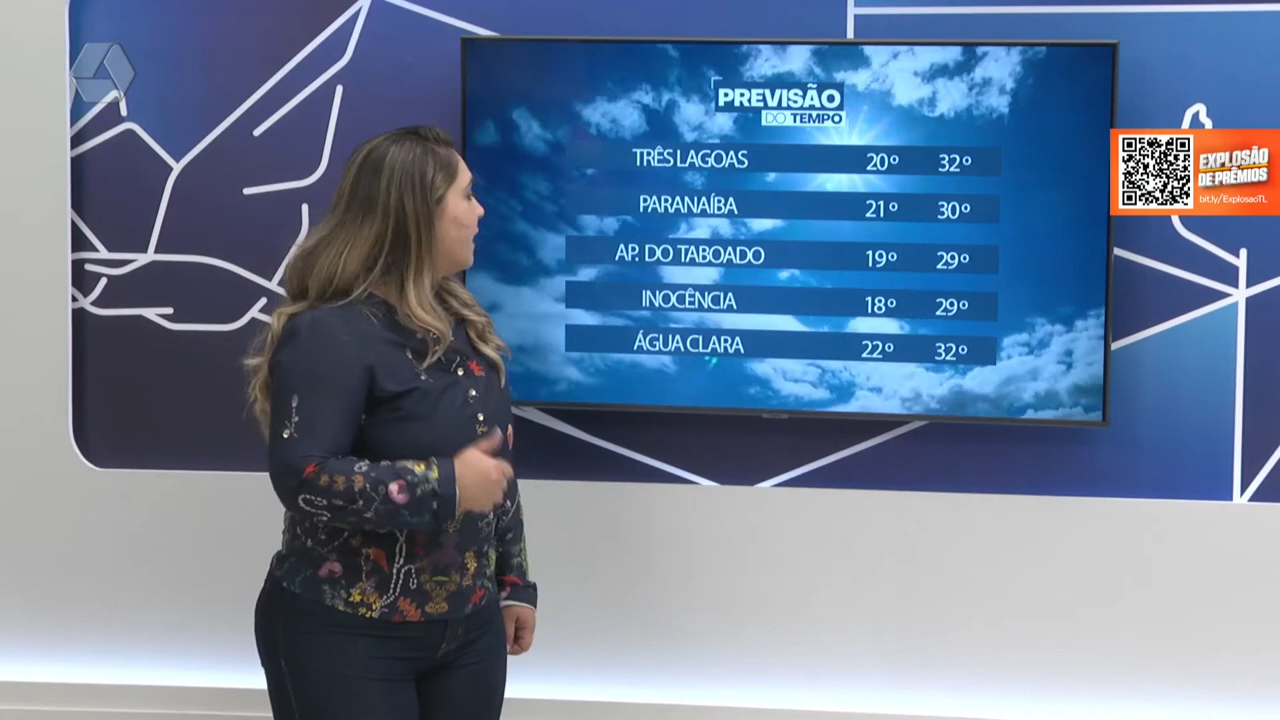 PREVISÃO
DO TEMPO
TRÊS LAGOAS 20º 32º
PARANAÍBA 21º 30º
AP. DO TABOADO 19º 29º
INOCÊNCIA 18º 29º
ÁGUA CLARA 22º 32º
EXPLOSÃO
DE PRÊMIOS
bit.ly/ExplosaoTL